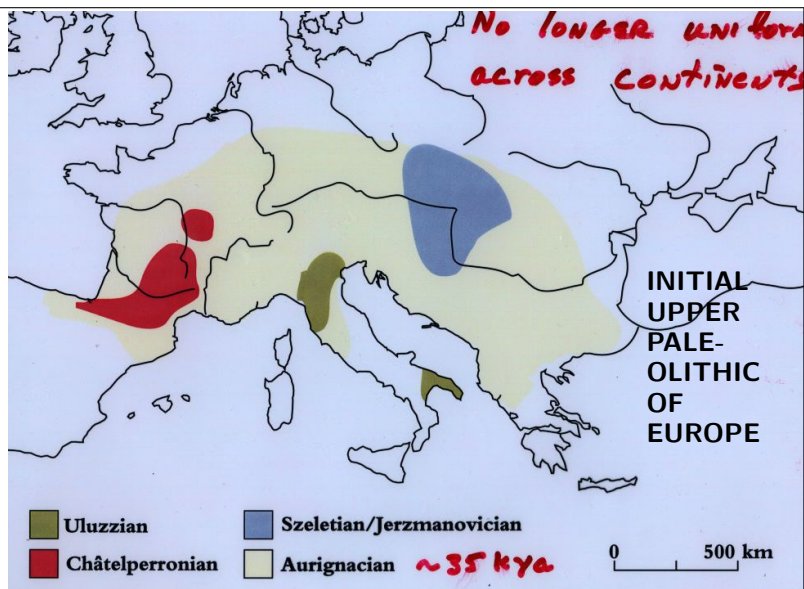 No longer uniform
across continents
INITIAL
UPPER
PALE-
OLITHIC
OF
EUROPE
Uluzzian
Szeletian/Jerzmanovician
Châtelperronian
Aurignacian ~35 kya
0 500 km